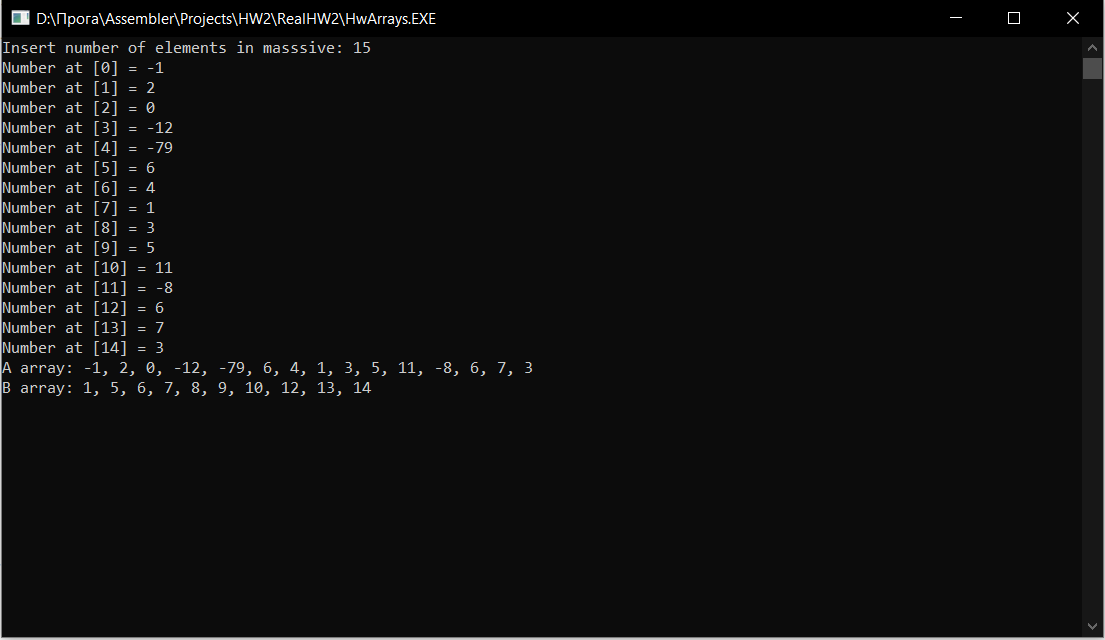 D:\Прога\Assembler\Projects\HW2\RealHW2\HwArrays.EXE
Insert number of elements in masssive: 15
Number at [0] = -1
Number at [1] = 2
Number at [2] = 0
Number at [3] = -12
Number at [4] = -79
Number at [5] = 6
Number at [6] = 4
Number at [7] = 1
Number at [8] = 3
Number at [9] = 5
Number at [10] = 11
Number at [11] = -8
Number at [12] = 6
Number at [13] = 7
Number at [14] = 3
A array: -1, 2, 0, -12, -79, 6, 4, 1, 3, 5, 11, -8, 6, 7, 3
B array: 1, 5, 6, 7, 8, 9, 10, 12, 13, 14